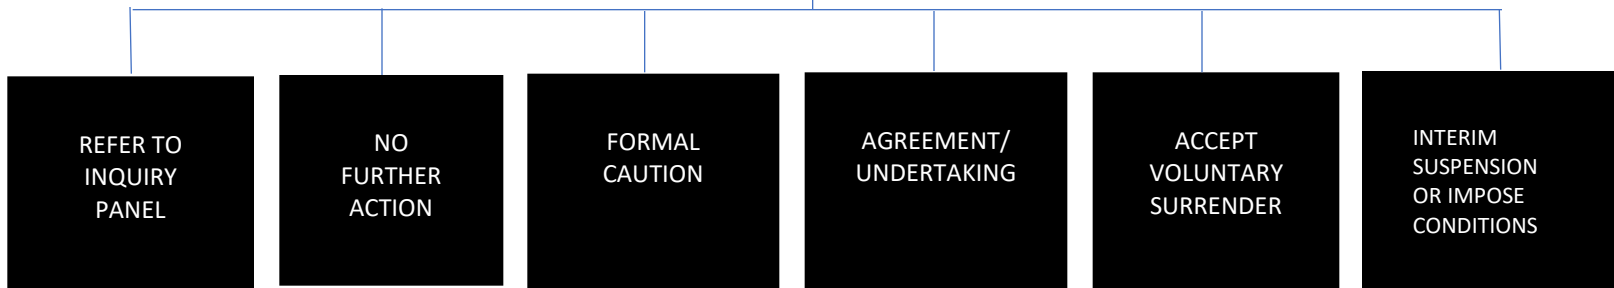 REFER TO
INQUIRY
PANEL
NO
FURTHER
ACTION
FORMAL
CAUTION
AGREEMENT/
UNDERTAKING
ACCEPT
VOLUNTARY
SURRENDER
INTERIM
SUSPENSION
OR IMPOSE
CONDITIONS